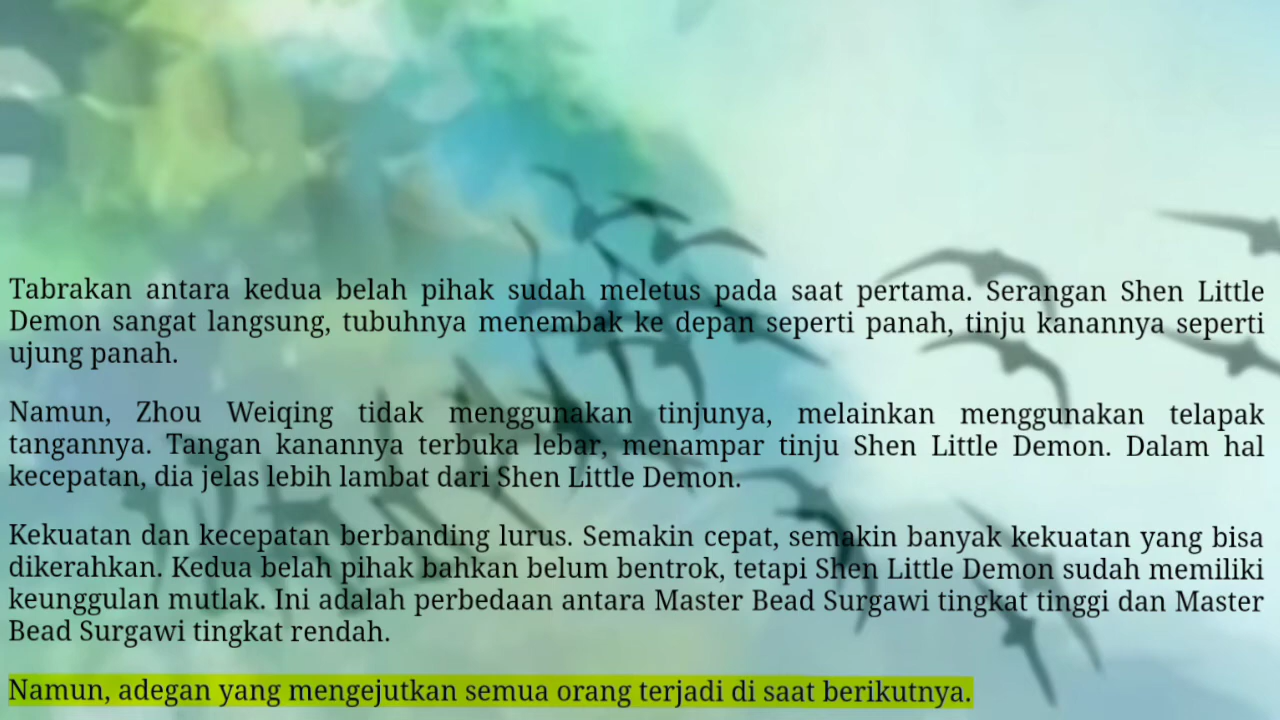 Tabrakan antara kedua belah pihak sudah meletus pada saat pertama. Serangan Shen Little
Demon sangat langsung, tubuhnya menembak ke depan seperti panah, tinju kanannya seperti
ujung panah.
Namun, Zhou Weiqing tidak menggunakan tinjunya, melainkan menggunakan telapak
tangannya. Tangan kanannya terbuka lebar, menampar tinju Shen Little Demon. Dalam hal
kecepatan, dia jelas lebih lambat dari Shen Little Demon.
Kekuatan dan kecepatan berbanding lurus. Semakin cepat, semakin banyak kekuatan yang bisa
dikerahkan. Kedua belah pihak bahkan belum bentrok, tetapi Shen Little Demon sudah memiliki
keunggulan mutlak. Ini adalah perbedaan antara Master Bead Surgawi tingkat tinggi dan Master
Bead Surgawi tingkat rendah.
Namun, adegan yang mengejutkan semua orang terjadi di saat berikutnya.